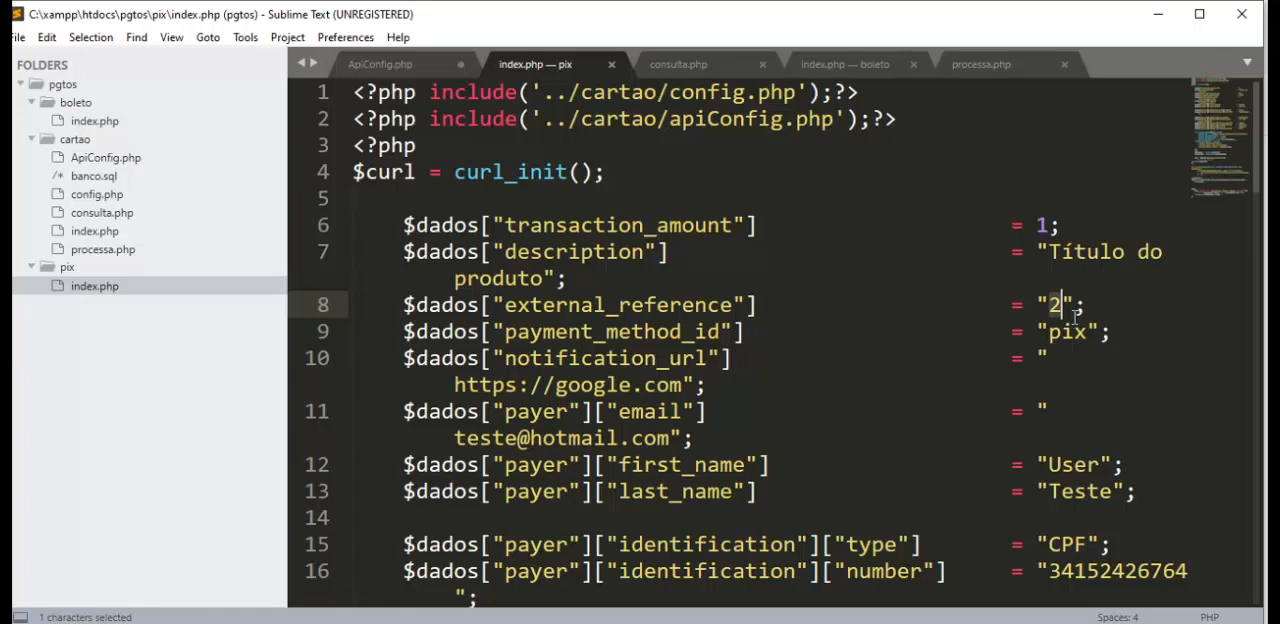 C:\xampp\htdocs\pgtos\pix\index.php (pgtos) - Sublime Text (UNREGISTERED)
ile Edit Selection Find View Goto Tools Project Preferences Help
FOLDERS
pgtos
boleto
index.php
cartao
ApiConfig.php
banco.sql
config.php
consulta.php
index.php
processa.php
pix
index.php
ApiConfig.php index.php — pix consulta.php index.php — boleto processa.php
1 <?php include('../cartao/config.php');?>
2 <?php include('../cartao/apiConfig.php');?>
3 <?php
4 $curl = curl_init();
5
6 $dados["transaction_amount"] = 1;
7 $dados["description"] = "Título do
produto";
8 $dados["external_reference"] = "2";
9 $dados["payment_method_id"] = "pix";
10 $dados["notification_url"] = "
https://google.com";
11 $dados["payer"]["email"] = "
teste@hotmail.com";
12 $dados["payer"]["first_name"] = "User";
13 $dados["payer"]["last_name"] = "Teste";
14
15 $dados["payer"]["identification"]["type"] = "CPF";
16 $dados["payer"]["identification"]["number"] = "34152426764
";
1 characters selected Spaces: 4 PHP